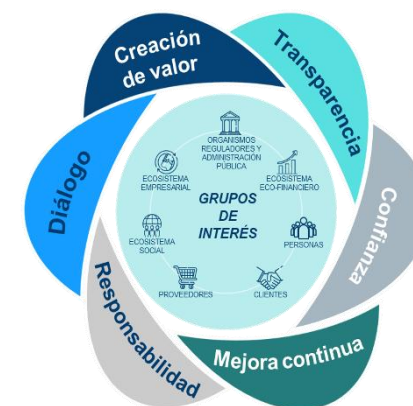 Creación
de valor
Transparencia
Confianza
Mejora continua
Responsabilidad
Diálogo
ORGANISMOS
REGULADORES Y
ADMINISTRACIÓN
PÚBLICA
ECOSISTEMA
ECO-FINANCIERO
PERSONAS
CLIENTES
PROVEEDORES
ECOSISTEMA
SOCIAL
ECOSISTEMA
EMPRESARIAL
GRUPOS
DE
INTERÉS